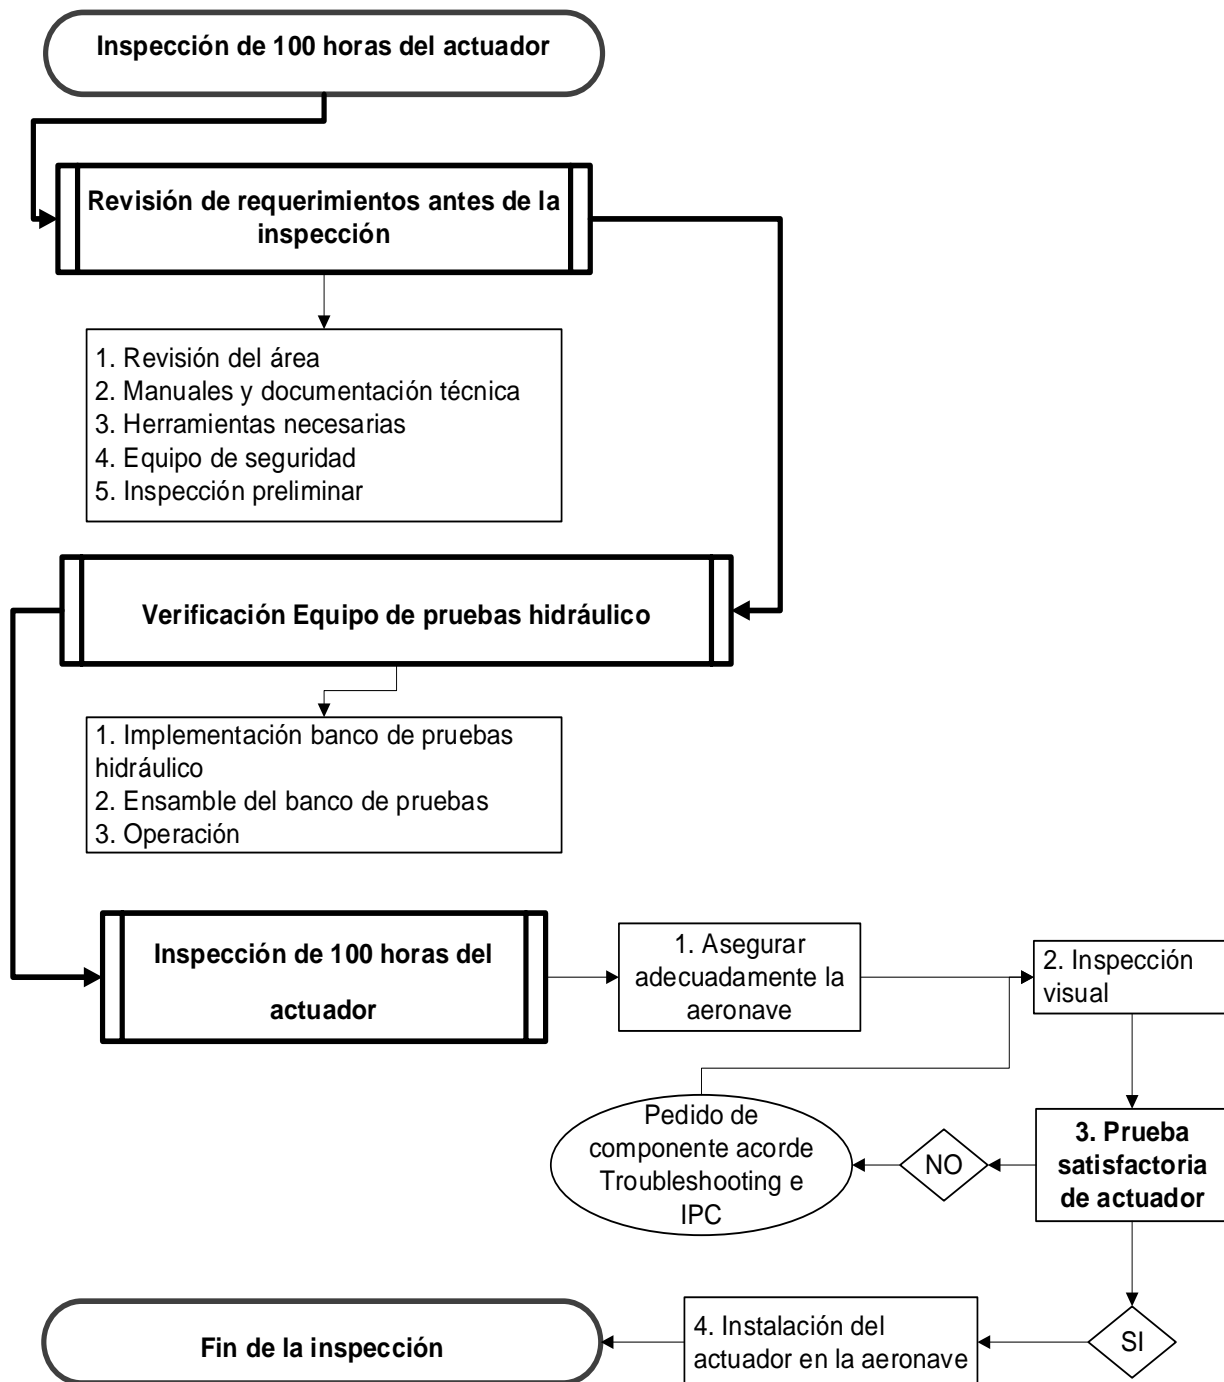 Inspección de 100 horas del actuador
Revisión de requerimientos antes de la
inspección
1. Revisión del área
2. Manuales y documentación técnica
3. Herramientas necesarias
4. Equipo de seguridad
5. Inspección preliminar
Verificación Equipo de pruebas hidráulico
1. Implementación banco de pruebas
hidráulico
2. Ensamble del banco de pruebas
3. Operación
Inspección de 100 horas del
actuador
1. Asegurar
adecuadamente la
aeronave
2. Inspección
visual
3. Prueba
satisfactoria
de actuador
NO
Pedido de
componente acorde
Troubleshooting e
IPC
SI
4. Instalación del
actuador en la aeronave
Fin de la inspección